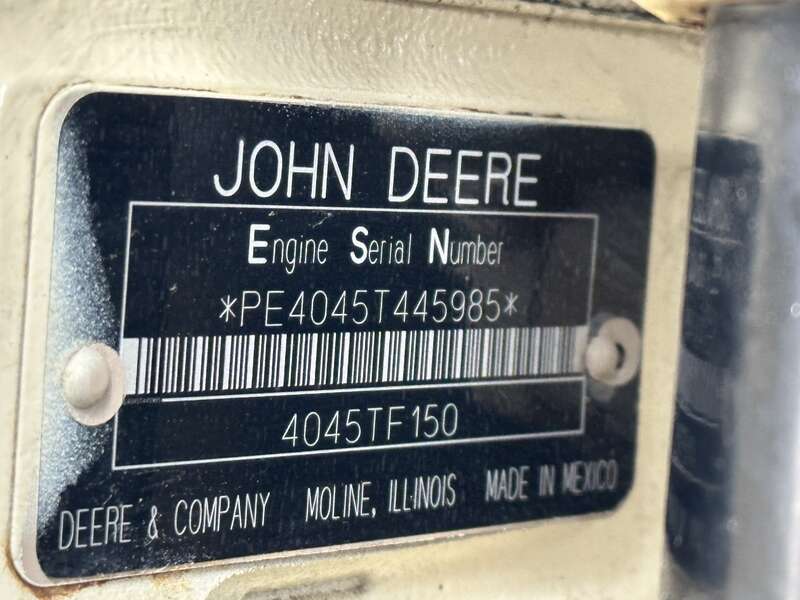 JOHN DEERE
Engine Serial Number
*PE4045T445985*
4045TF150
DEERE & COMPANY MOLINE, ILLINOIS MADE IN MEXICO